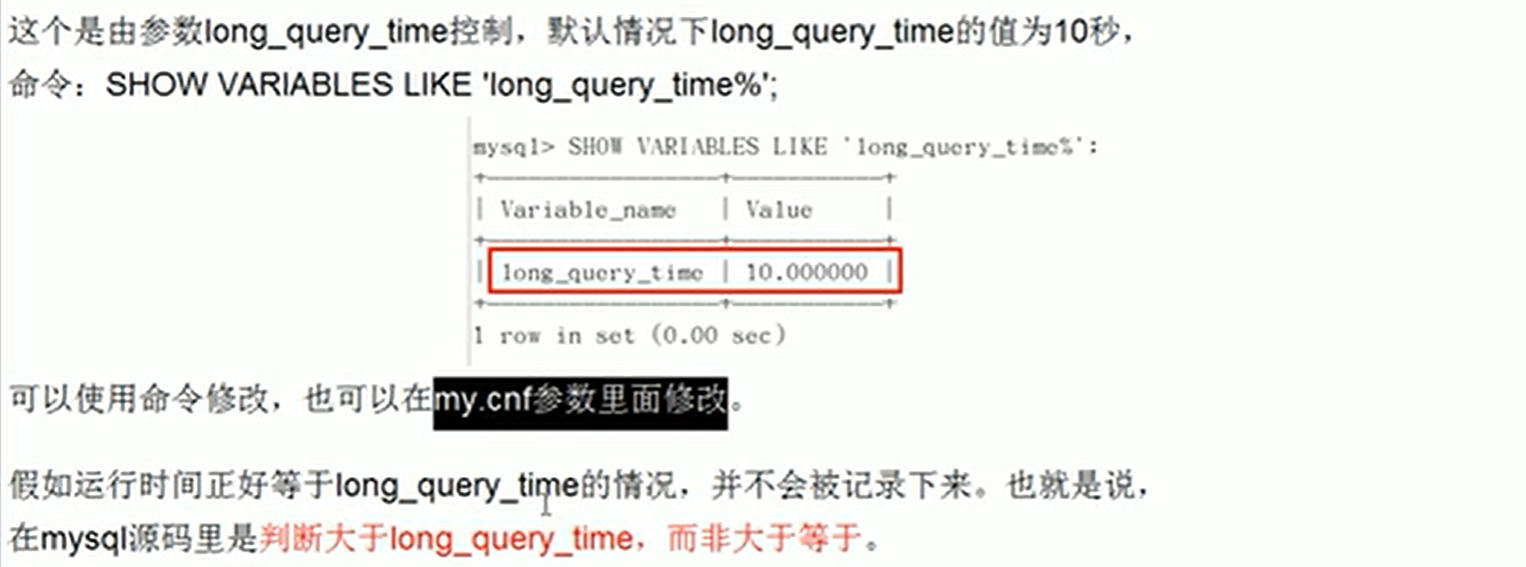 这个是由参数long_query_time控制，默认情况下long_query_time的值为10秒，
命令：SHOW VARIABLES LIKE 'long_query_time%';
mysql> SHOW VARIABLES LIKE 'long_query_time%';
+-----------------+-----------+
| Variable_name | Value |
+-----------------+-----------+
| long_query_time | 10.000000 |
+-----------------+-----------+
1 row in set (0.00 sec)
可以使用命令修改，也可以在my.cnf参数里面修改。
假如运行时间正好等于long_query_time的情况，并不会被记录下来。也就是说，
在mysql源码里是判断大于long_query_time，而非大于等于。